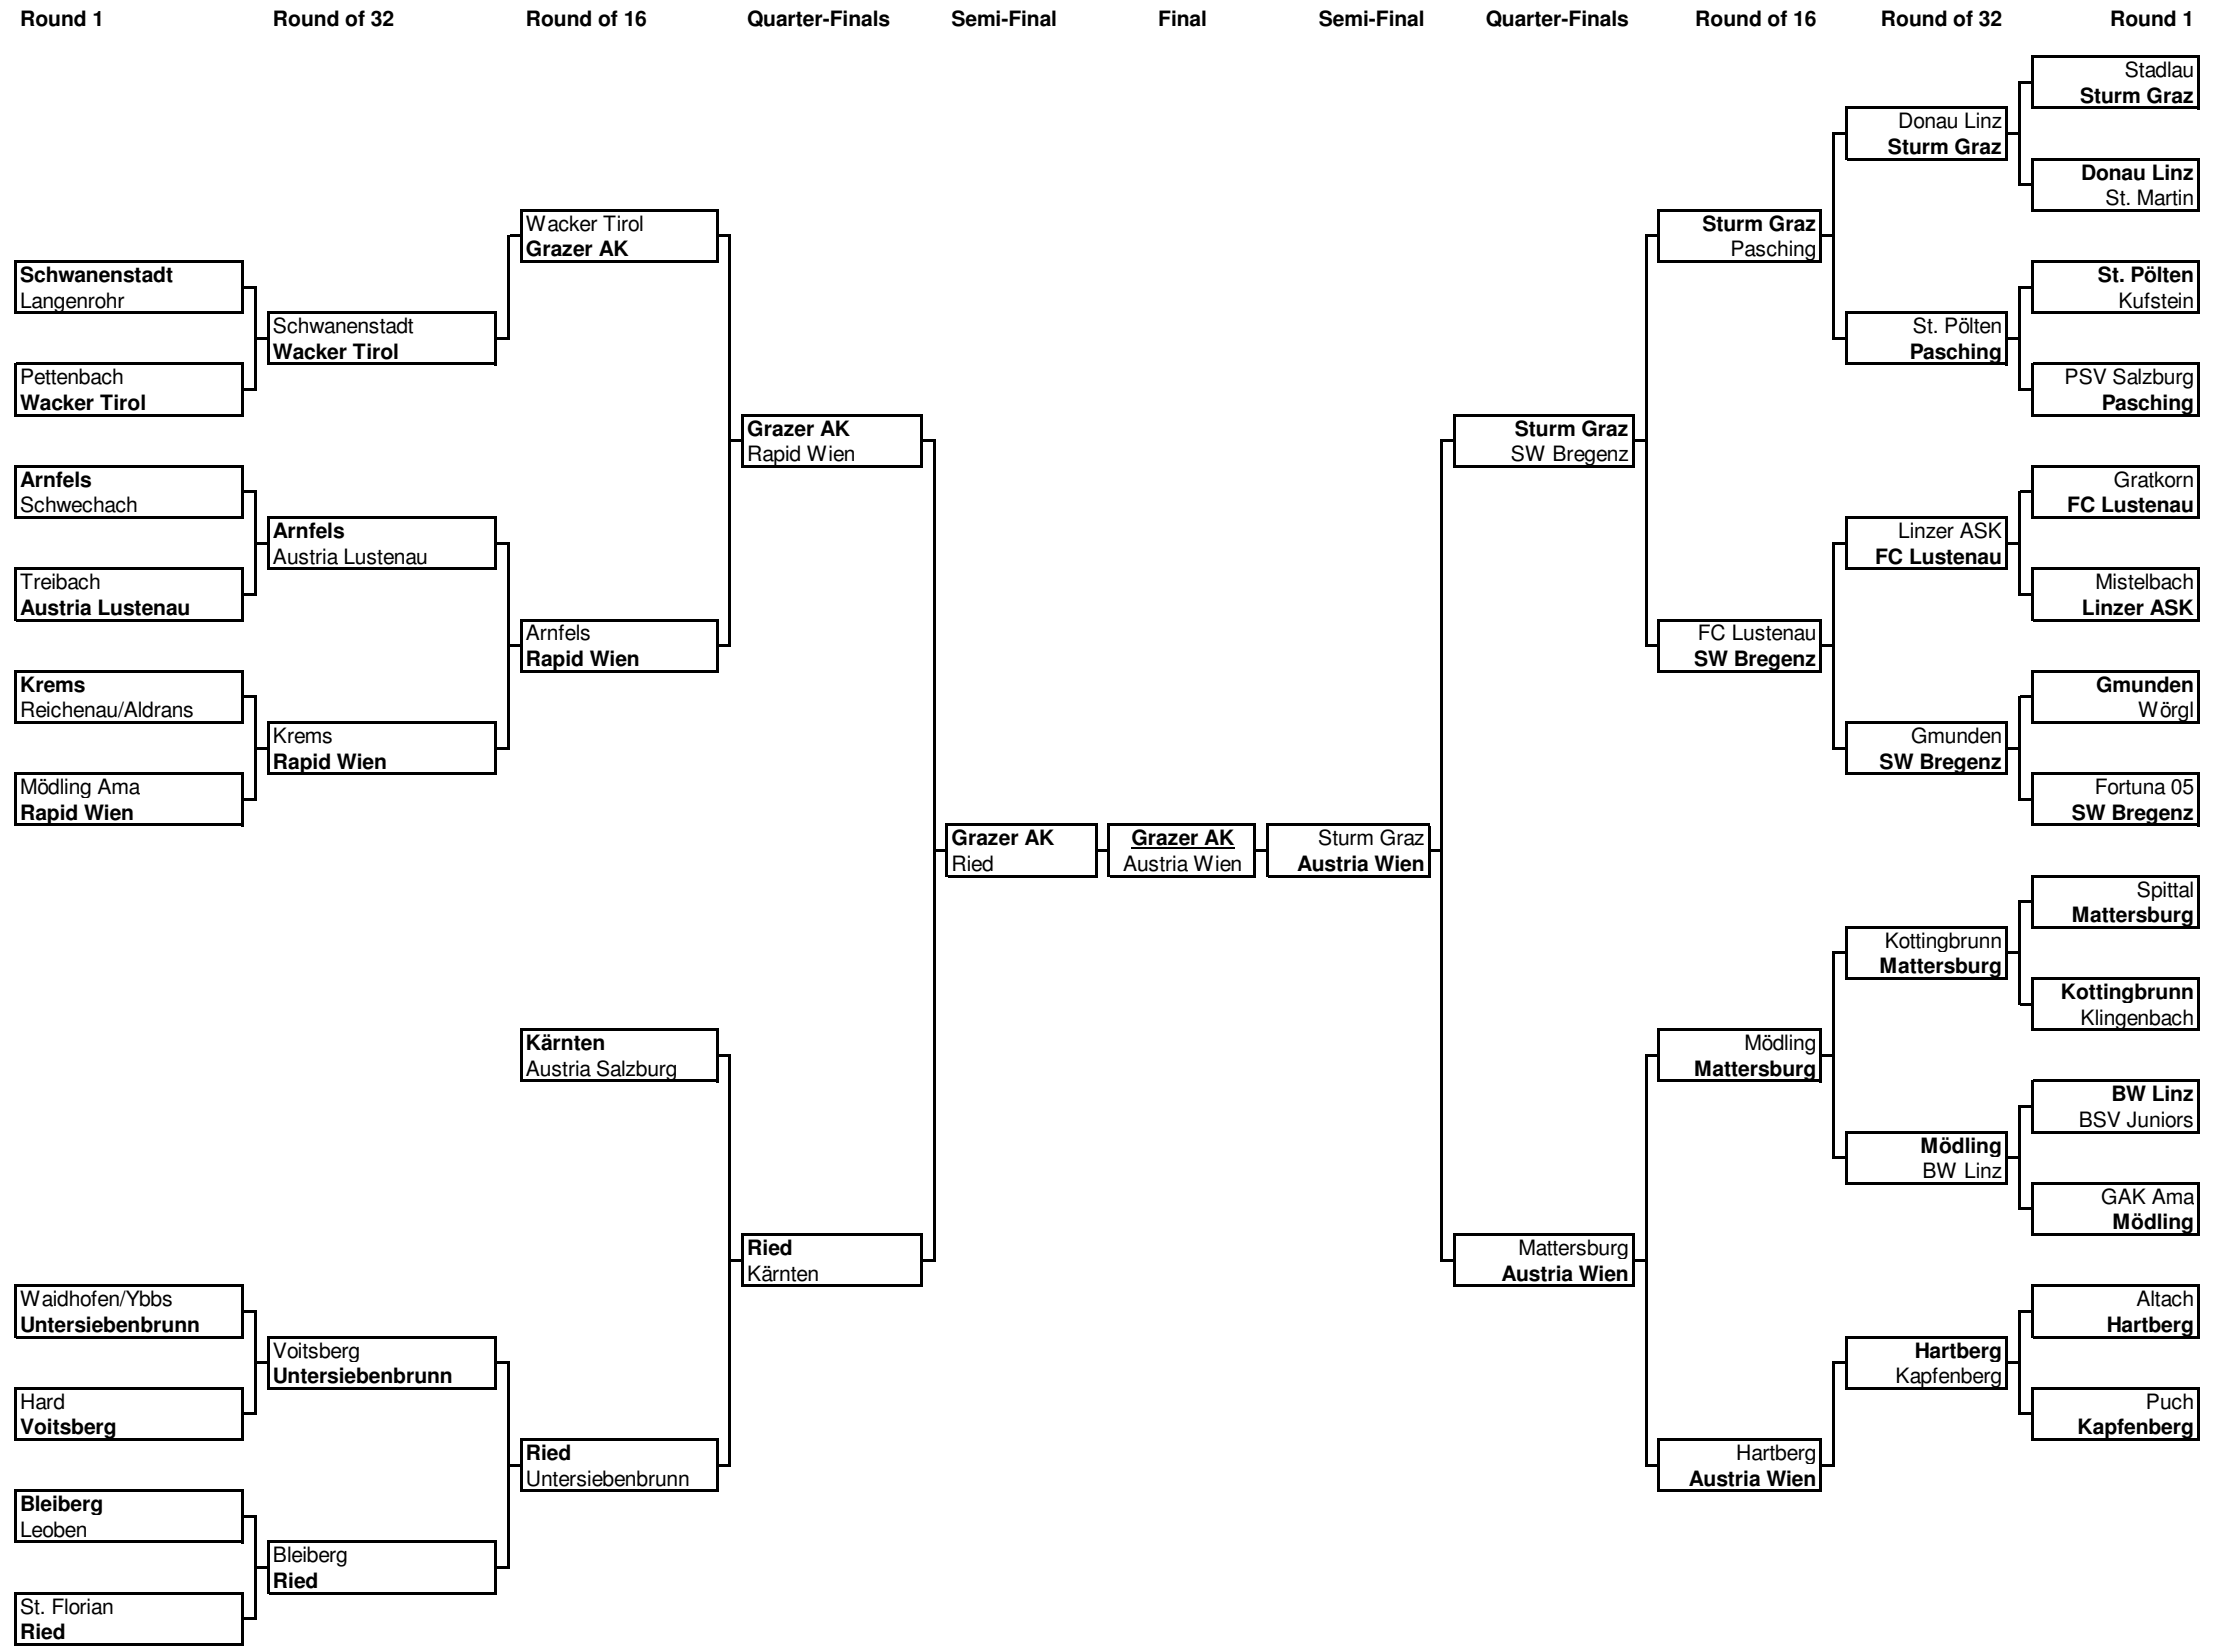 Round 1
Round of 32
Round of 16
Quarter-Finals
Semi-Final
Final
Semi-Final
Quarter-Finals
Round of 16
Round of 32
Round 1
Schwanenstadt
Langenrohr
Pettenbach
Wacker Tirol
Arnfels
Schwechach
Treibach
Austria Lustenau
Krems
Reichenau/Aldrans
Mödling Ama
Rapid Wien
Waidhofen/Ybbs
Untersiebenbrunn
Hard
Voitsberg
Bleiberg
Leoben
St. Florian
Ried
Schwanenstadt
Wacker Tirol
Arnfels
Austria Lustenau
Krems
Rapid Wien
Voitsberg
Untersiebenbrunn
Bleiberg
Ried
Wacker Tirol
Grazer AK
Arnfels
Rapid Wien
Kärnten
Austria Salzburg
Ried
Untersiebenbrunn
Grazer AK
Rapid Wien
Ried
Kärnten
Grazer AK
Ried
Grazer AK
Austria Wien
Sturm Graz
Austria Wien
Sturm Graz
SW Bregenz
Mattersburg
Austria Wien
Sturm Graz
Pasching
FC Lustenau
SW Bregenz
Mödling
Mattersburg
Hartberg
Austria Wien
Donau Linz
Sturm Graz
St. Pölten
Pasching
Linzer ASK
FC Lustenau
Gmunden
SW Bregenz
Kottingbrunn
Mattersburg
Mödling
BW Linz
Hartberg
Kapfenberg
Stadlau
Sturm Graz
Donau Linz
St. Martin
St. Pölten
Kufstein
PSV Salzburg
Pasching
Gratkorn
FC Lustenau
Mistelbach
Linzer ASK
Gmunden
Wörgl
Fortuna 05
SW Bregenz
Spittal
Mattersburg
Kottingbrunn
Klingenbach
BW Linz
BSV Juniors
GAK Ama
Mödling
Altach
Hartberg
Puch
Kapfenberg